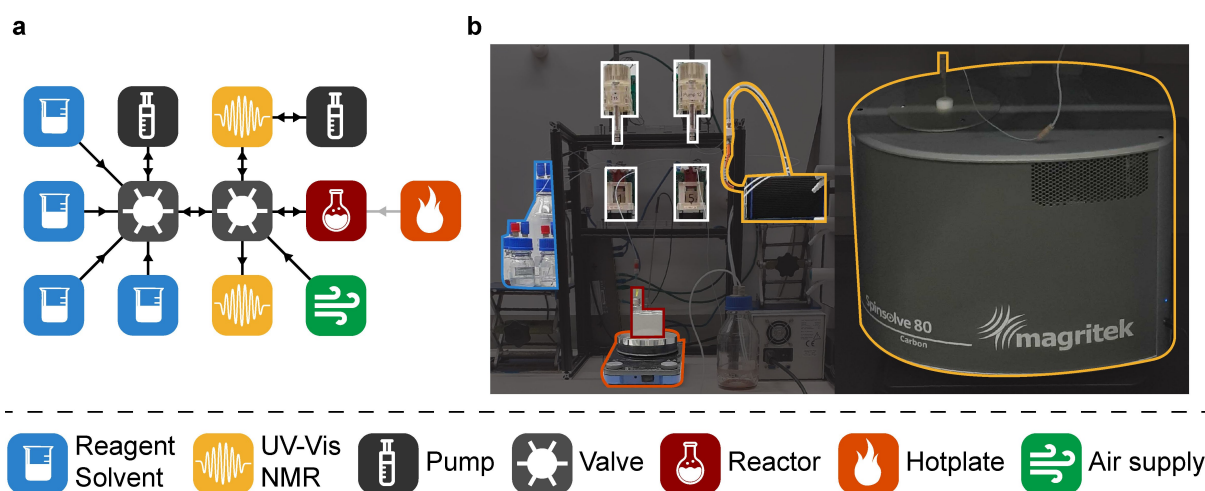 a
b
Spinsolve 80
Carbon
magritek
Reagent
Solvent
UV-Vis
NMR
Pump
Valve
Reactor
Hotplate
Air supply